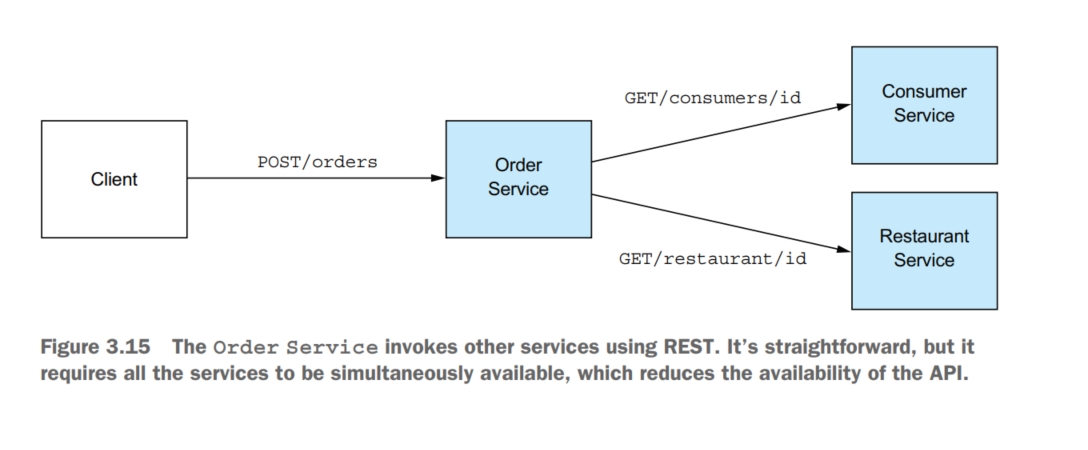 Consumer
Service
GET/consumers/id
POST/orders
Client
Order
Service
Restaurant
Service
GET/restaurant/id
Figure 3.15 The Order Service invokes other services using REST. It’s straightforward, but it
requires all the services to be simultaneously available, which reduces the availability of the API.